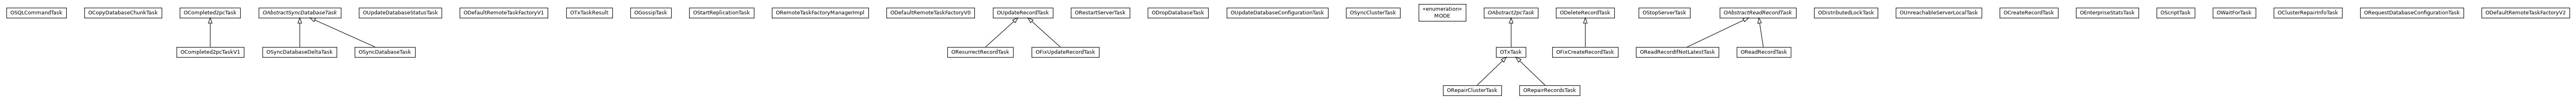 OSQLCommandTask
OCopyDatabaseChunkTask
OCompleted2pcTask
OAbstractSyncDatabaseTask
OUpdateDatabaseStatusTask
ODefaultRemoteTaskFactoryV1
OTxTaskResult
OGossipTask
OStartReplicationTask
ORemoteTaskFactoryManagerImpl
ODefaultRemoteTaskFactoryV0
OUpdateRecordTask
ORestartServerTask
ODropDatabaseTask
OUpdateDatabaseConfigurationTask
OSyncClusterTask
«enumeration»
MODE
OAbstract2pcTask
ODeleteRecordTask
OStopServerTask
OAbstractReadRecordTask
ODistributedLockTask
OUnreachableServerLocalTask
OCreateRecordTask
OEnterpriseStatsTask
OScriptTask
OWaitForTask
OClusterRepairInfoTask
ORequestDatabaseConfigurationTask
ODefaultRemoteTaskFactoryV2
OCompleted2pcTaskV1
OSyncDatabaseDeltaTask
OSyncDatabaseTask
OResurrectRecordTask
OFixUpdateRecordTask
OTxTask
OFixCreateRecordTask
OReadRecordIfNotLatestTask
OReadRecordTask
ORepairClusterTask
ORepairRecordsTask